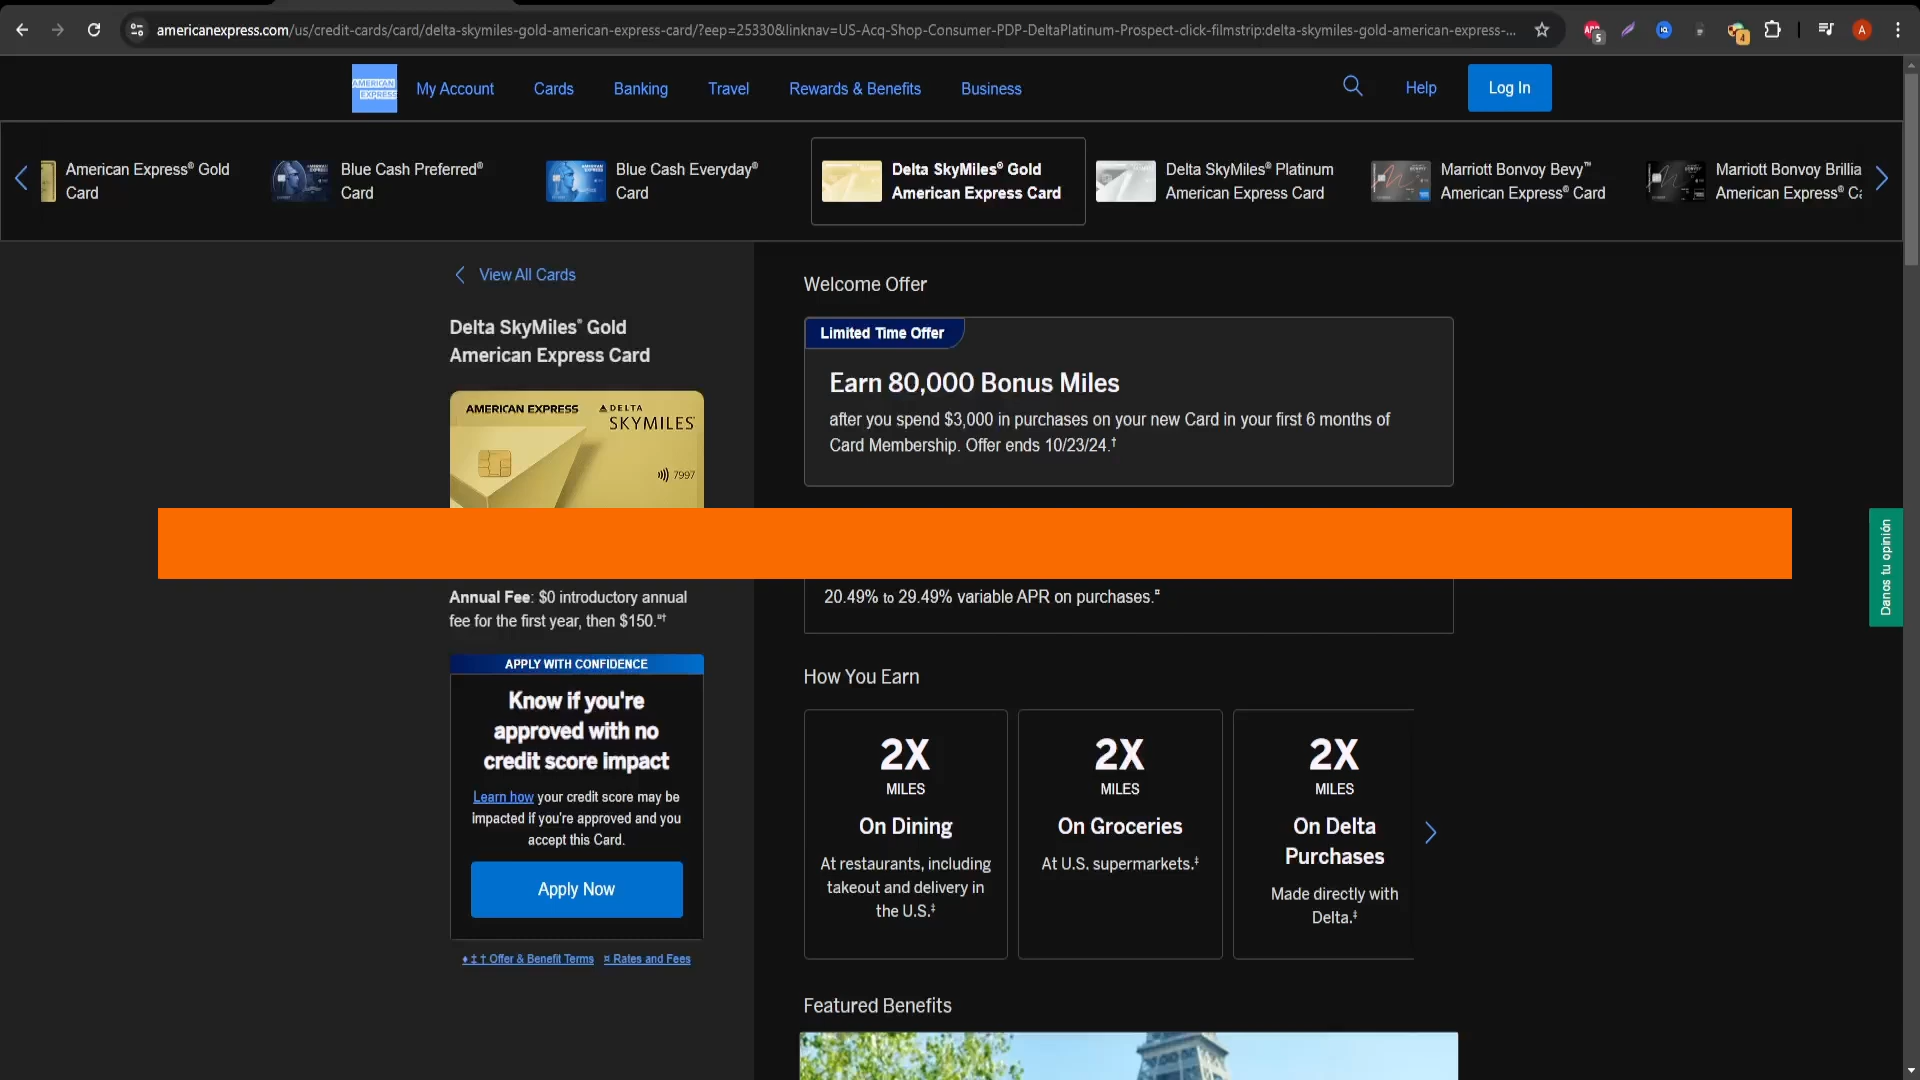 americanexpress.com/us/credit-cards/card/delta-skymiles-gold-american-express-card/?eep=25330&linknav=US-Acq-Shop-Consumer-PDP-DeltaPlatinum-Prospect-click-filmstrip:delta-skymiles-gold-american-express-...
5
4
A
AMERICAN EXPRESS
My Account Cards Banking Travel Rewards & Benefits Business Help Log In
American Express® Gold
Card
Blue Cash Preferred®
Card
Blue Cash Everyday®
Card
Delta SkyMiles® Gold
American Express Card
Delta SkyMiles® Platinum
American Express Card
Marriott Bonvoy Bevy™
American Express® Card
Marriott Bonvoy Brillia
American Express® Ca
View All Cards
Delta SkyMiles® Gold
American Express Card
AMERICAN EXPRESS
DELTA
SKYMILES®
7997
Annual Fee: $0 introductory annual
fee for the first year, then $150.¤†
APPLY WITH CONFIDENCE
Know if you're
approved with no
credit score impact
Learn how your credit score may be
impacted if you're approved and you
accept this Card.
Apply Now
♦ ‡ † Offer & Benefit Terms ¤ Rates and Fees
Welcome Offer
Limited Time Offer
Earn 80,000 Bonus Miles
after you spend $3,000 in purchases on your new Card in your first 6 months of
Card Membership. Offer ends 10/23/24.†
20.49% to 29.49% variable APR on purchases.¤
How You Earn
2X
MILES
On Dining
At restaurants, including
takeout and delivery in
the U.S.‡
2X
MILES
On Groceries
At U.S. supermarkets.‡
2X
MILES
On Delta
Purchases
Made directly with
Delta.‡
Featured Benefits
Danos tu opinión